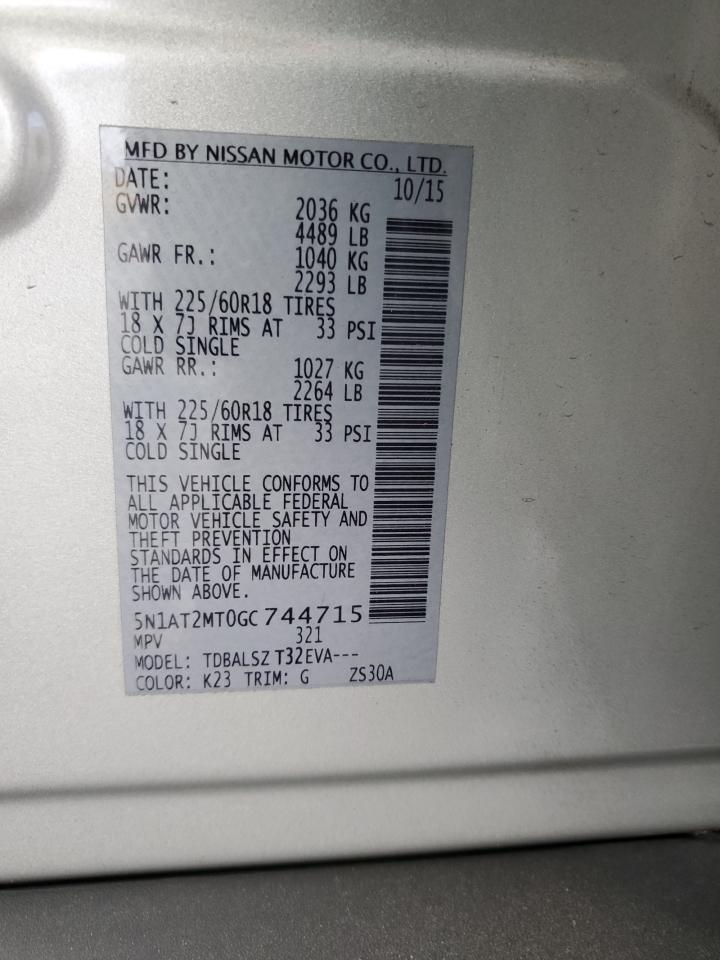 MFD BY NISSAN MOTOR CO., LTD.
DATE: 10/15
GVWR: 2036 KG
4489 LB
GAWR FR.: 1040 KG
2293 LB
WITH 225/60R18 TIRES
18 X 7J RIMS AT 33 PSI
COLD SINGLE
GAWR RR.: 1027 KG
2264 LB
WITH 225/60R18 TIRES
18 X 7J RIMS AT 33 PSI
COLD SINGLE
THIS VEHICLE CONFORMS TO
ALL APPLICABLE FEDERAL
MOTOR VEHICLE SAFETY AND
THEFT PREVENTION
STANDARDS IN EFFECT ON
THE DATE OF MANUFACTURE
SHOWN ABOVE.
5N1AT2MT0GC744715
MPV 321
MODEL: TDBALSZ T32EVA---
COLOR: K23 TRIM: G ZS30A